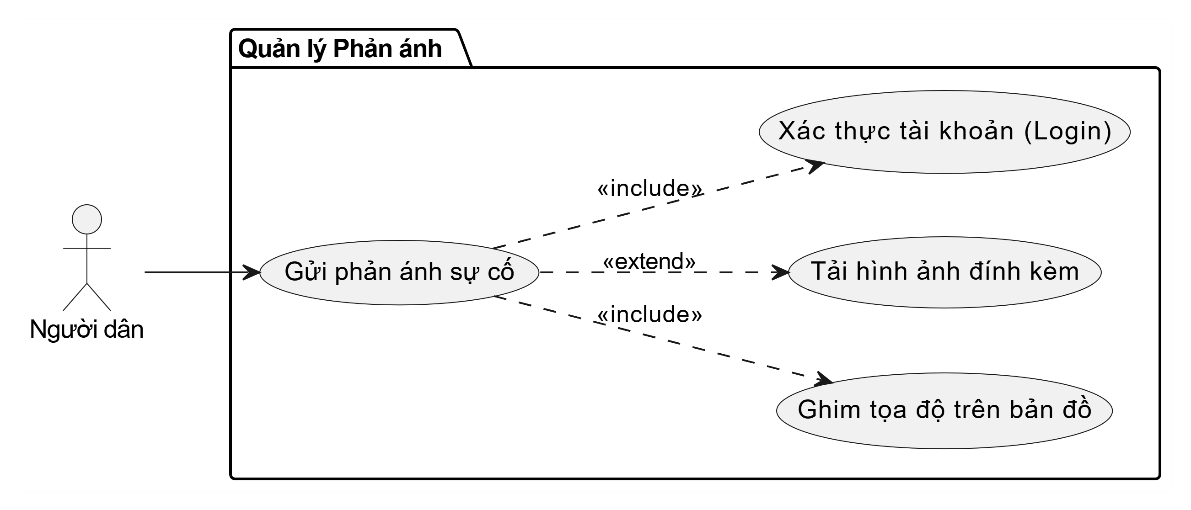 Quản lý Phản ánh
Xác thực tài khoản (Login)
«include»
Gửi phản ánh sự cố
«extend»
Tải hình ảnh đính kèm
«include»
Người dân
Ghim tọa độ trên bản đồ